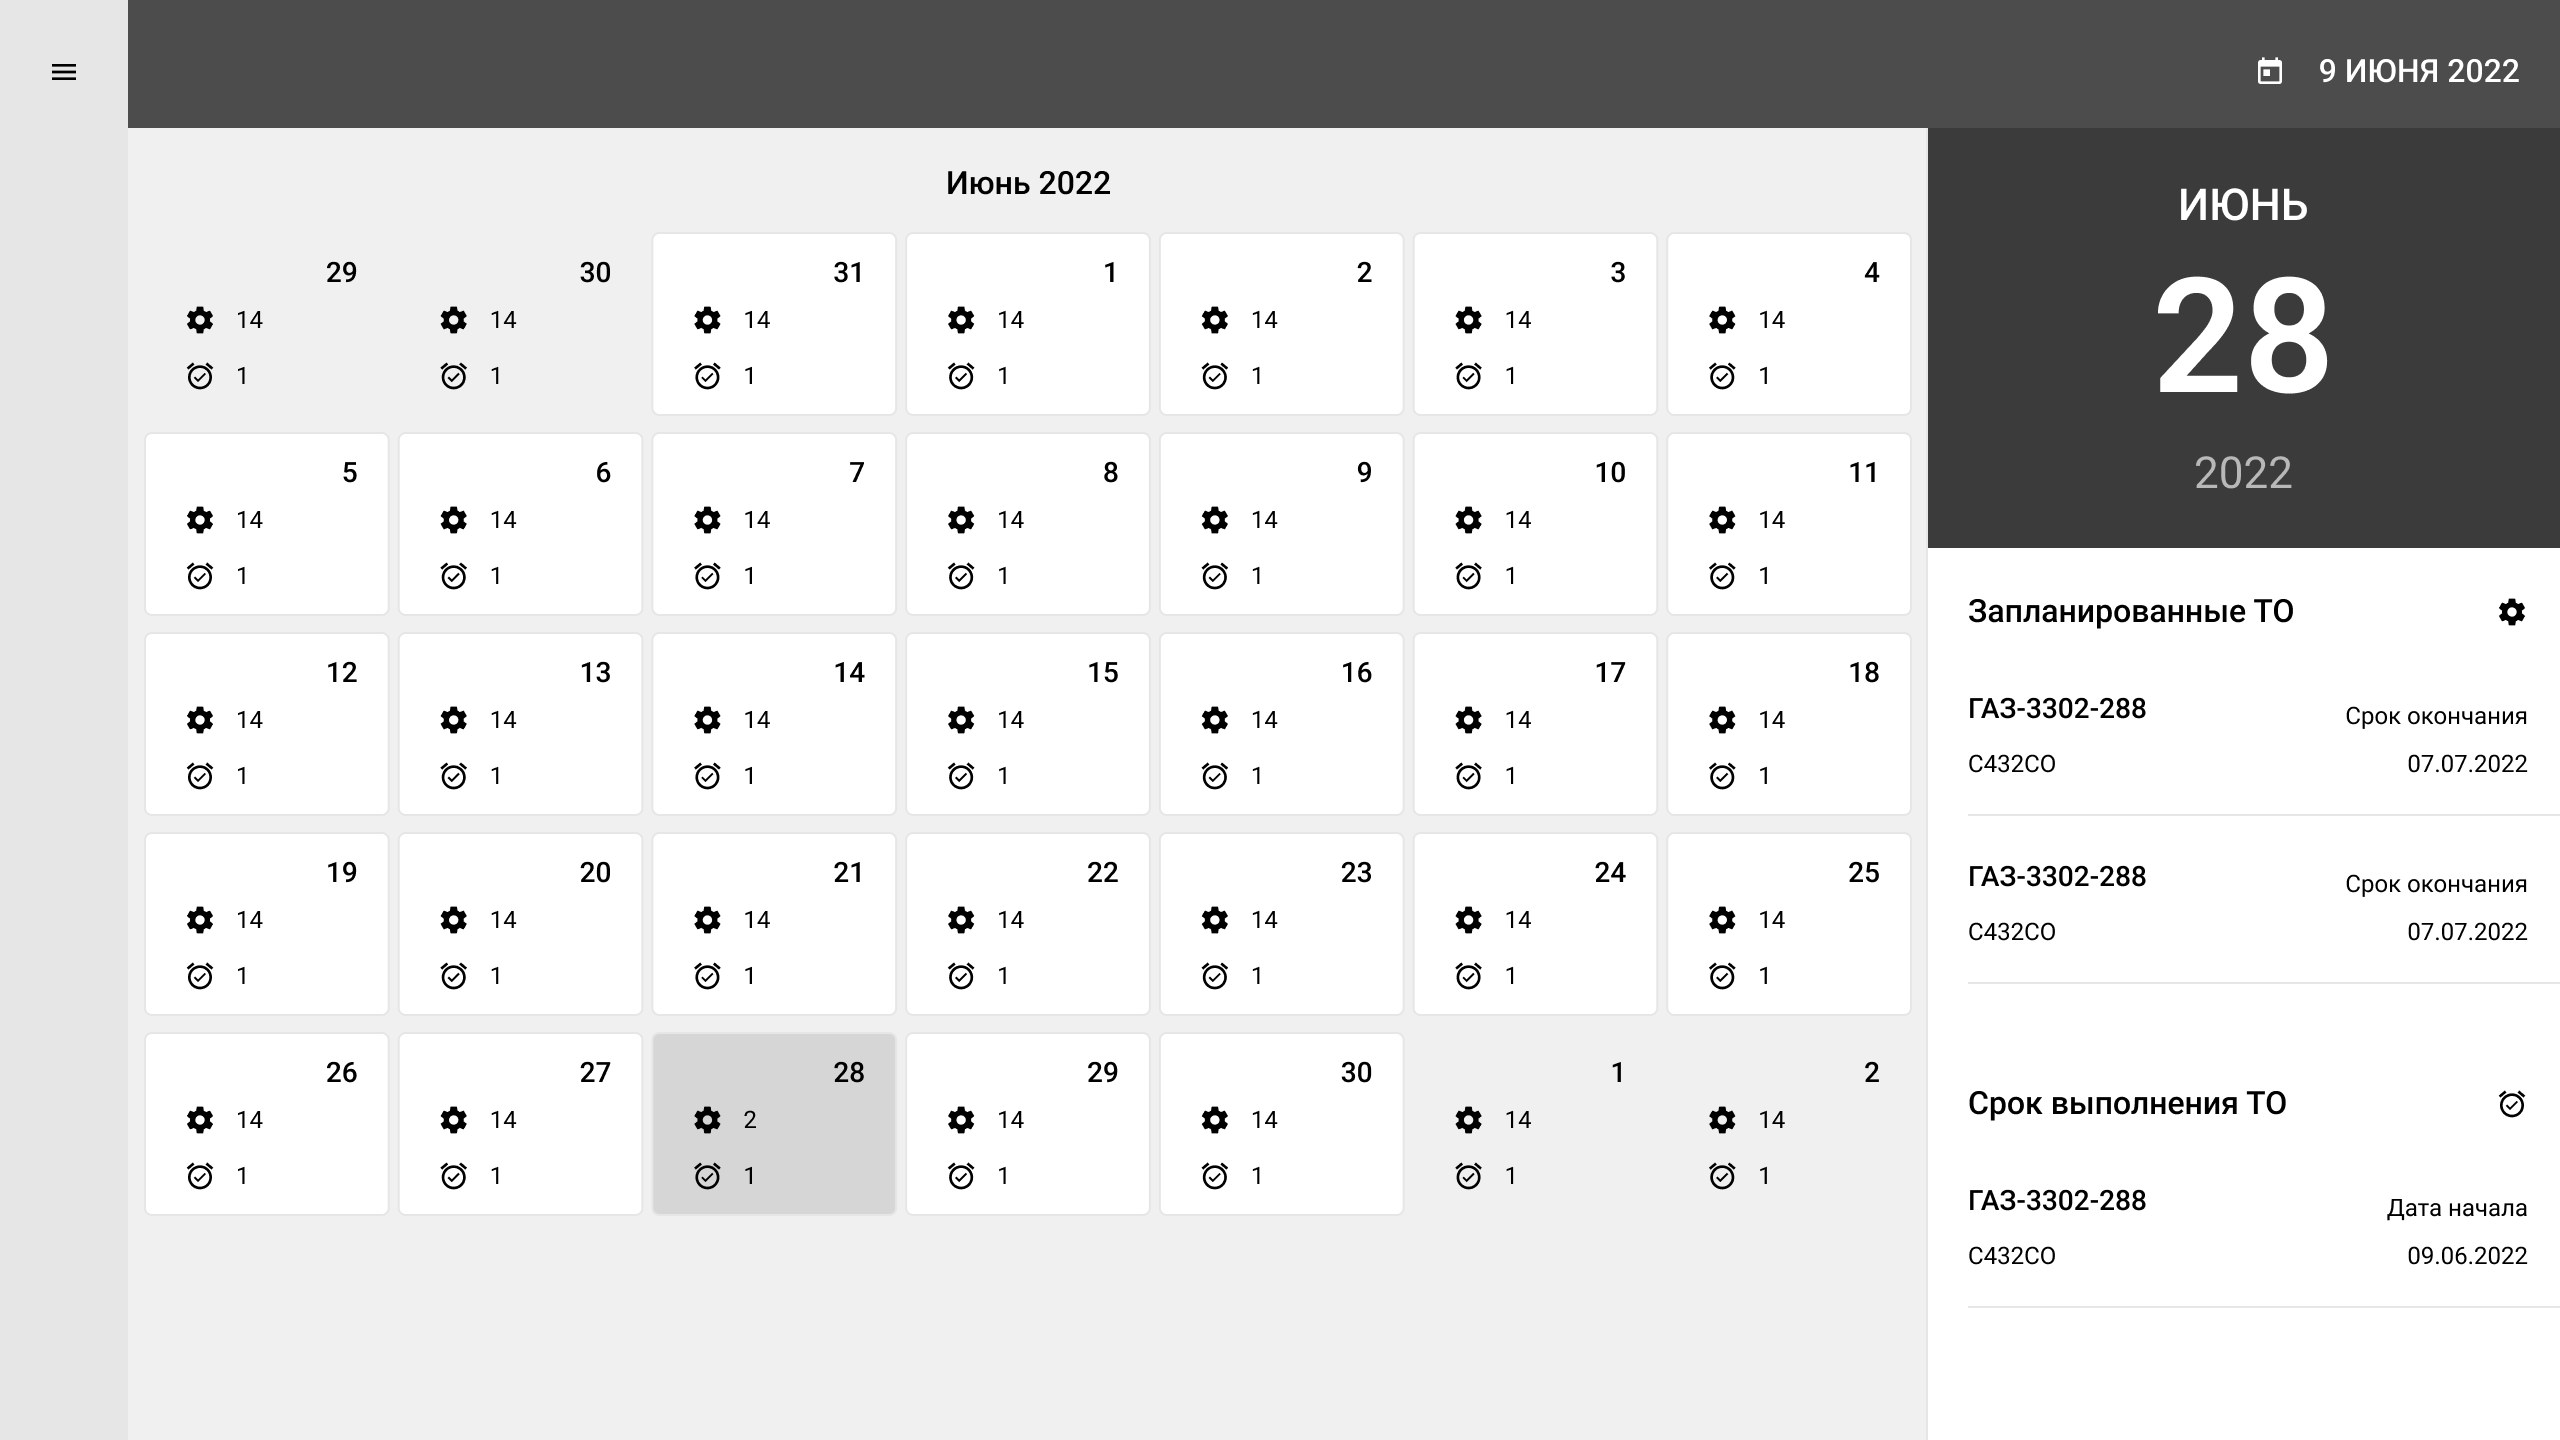 9 ИЮНЯ 2022
Июнь 2022
29 30 31 1 2 3 4
14 14 14 14 14 14 14
1 1 1 1 1 1 1
5 6 7 8 9 10 11
14 14 14 14 14 14 14
1 1 1 1 1 1 1
12 13 14 15 16 17 18
14 14 14 14 14 14 14
1 1 1 1 1 1 1
19 20 21 22 23 24 25
14 14 14 14 14 14 14
1 1 1 1 1 1 1
26 27 28 29 30 1 2
14 14 2 14 14 14 14
1 1 1 1 1 1 1
ИЮНЬ
28
2022
Запланированные ТО
ГАЗ-3302-288 Срок окончания
С432СО 07.07.2022
ГАЗ-3302-288 Срок окончания
С432СО 07.07.2022
Срок выполнения ТО
ГАЗ-3302-288 Дата начала
С432СО 09.06.2022